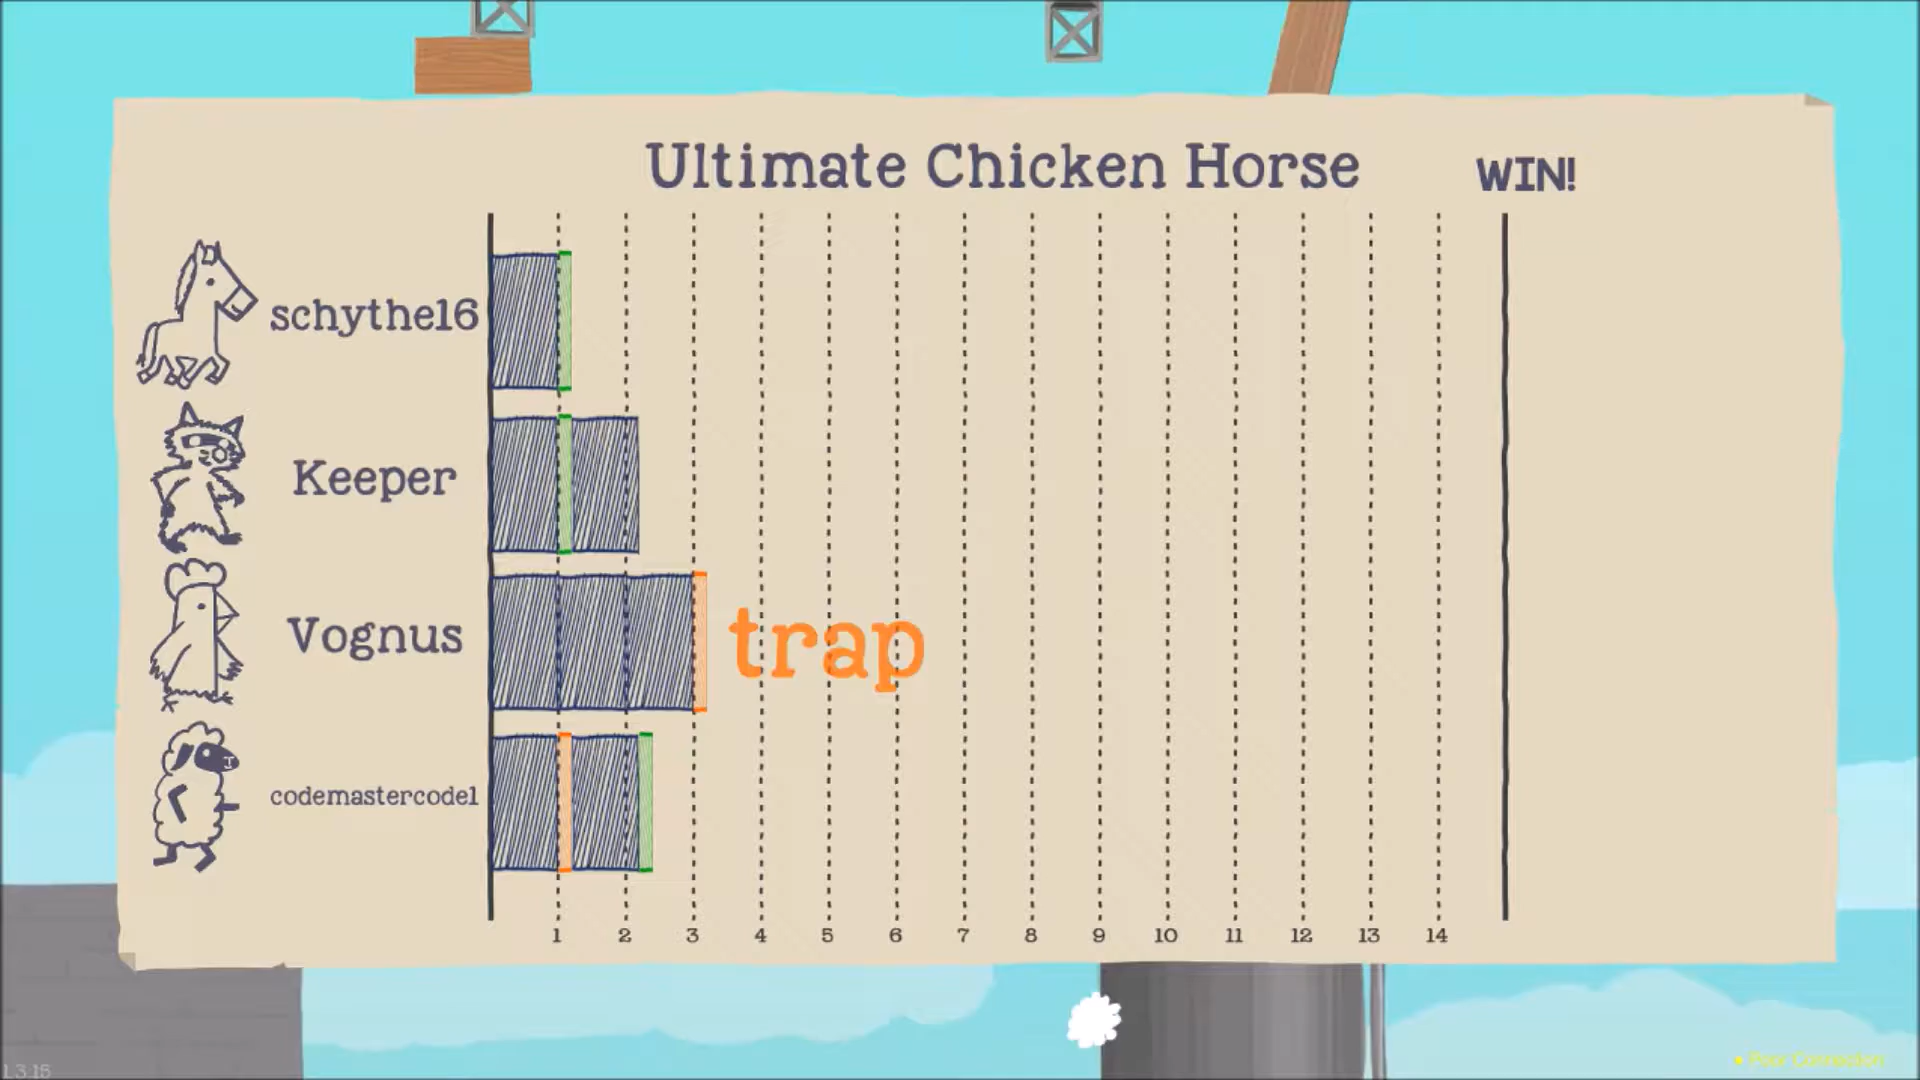 Ultimate Chicken Horse WIN!
schythe16
Keeper
Vognus
trap
codemastercode1
1 2 3 4 5 6 7 8 9 10 11 12 13 14
1.3.15
• Poor Connection